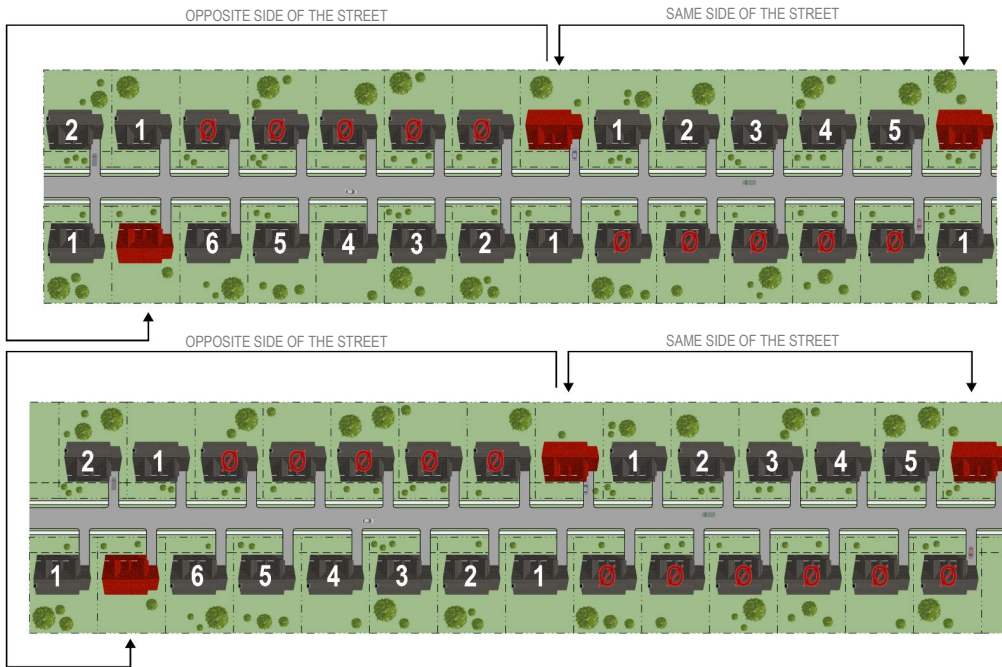 OPPOSITE SIDE OF THE STREET SAME SIDE OF THE STREET
2 1 Ø Ø Ø Ø Ø 1 2 3 4 5
1 6 5 4 3 2 1 Ø Ø Ø Ø Ø 1
OPPOSITE SIDE OF THE STREET SAME SIDE OF THE STREET
2 1 Ø Ø Ø Ø Ø 1 2 3 4 5
1 6 5 4 3 2 1 Ø Ø Ø Ø Ø Ø